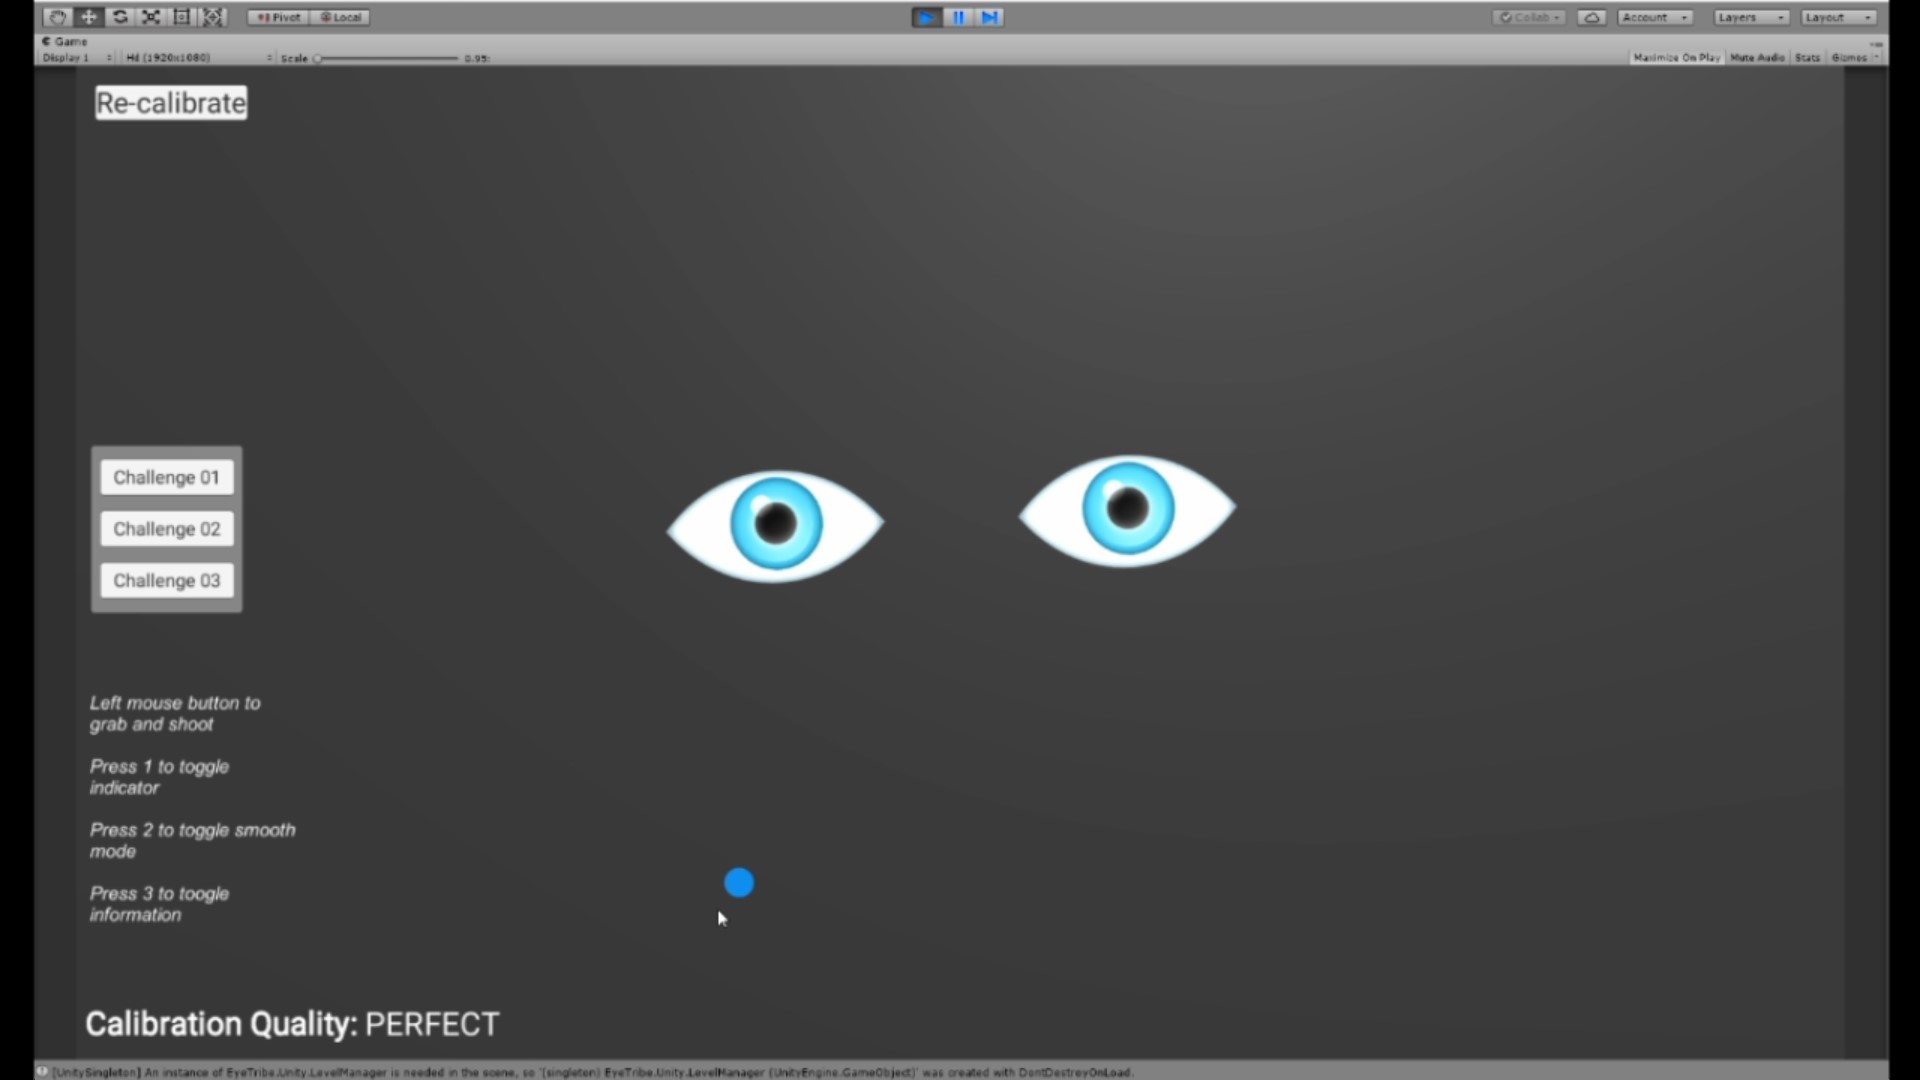 Pivot Local Collab Account Layers Layout
Game
Display 1 Hd (1920x1080) Scale 0.95: Maximize On Play Mute Audio Stats Gizmos
Re-calibrate
Challenge 01
Challenge 02
Challenge 03
Left mouse button to
grab and shoot
Press 1 to toggle
indicator
Press 2 to toggle smooth
mode
Press 3 to toogle
information
Calibration Quality: PERFECT
[UnitySingleton] An instance of EyeTribe.Unity.LevelManager is needed in the scene, so '(singleton) EyeTribe.Unity.LevelManager (UnityEngine.GameObject)' was created with DontDestroyOnLoad.